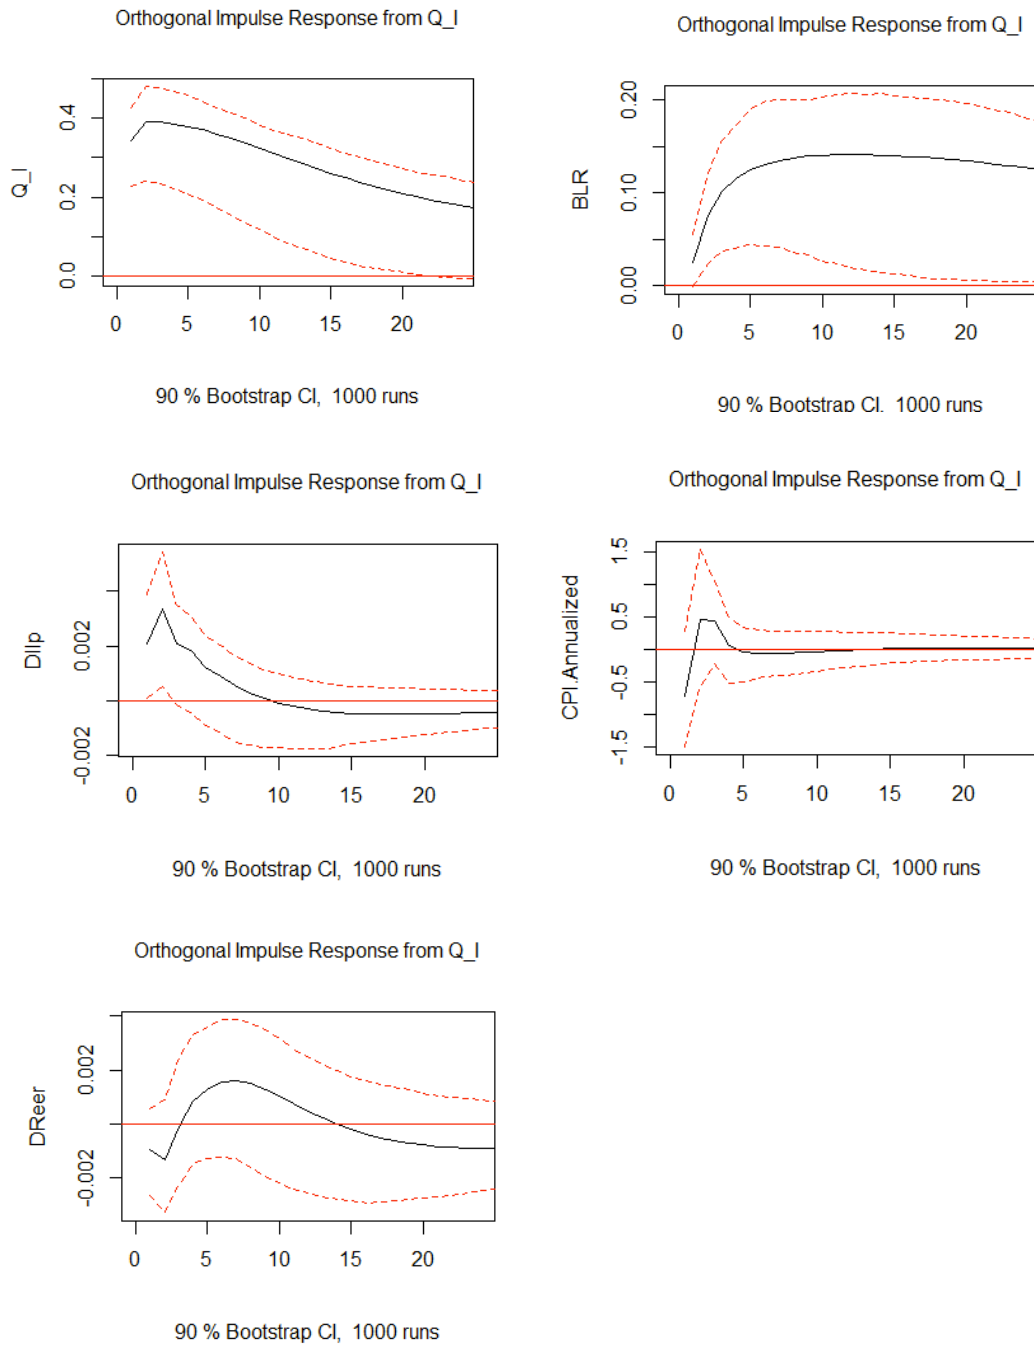 Orthogonal Impulse Response from Q_I
Q_I
0.0 0.2 0.4
0 5 10 15 20
90 % Bootstrap CI, 1000 runs
Orthogonal Impulse Response from Q_I
BLR
0.00 0.10 0.20
0 5 10 15 20
90 % Bootstrap CI, 1000 runs
Orthogonal Impulse Response from Q_I
DIIp
-0.002 0.002
0 5 10 15 20
90 % Bootstrap CI, 1000 runs
Orthogonal Impulse Response from Q_I
CPI.Annualized
-1.5 -0.5 0.5 1.5
0 5 10 15 20
90 % Bootstrap CI, 1000 runs
Orthogonal Impulse Response from Q_I
DReer
-0.002 0.002
0 5 10 15 20
90 % Bootstrap CI, 1000 runs